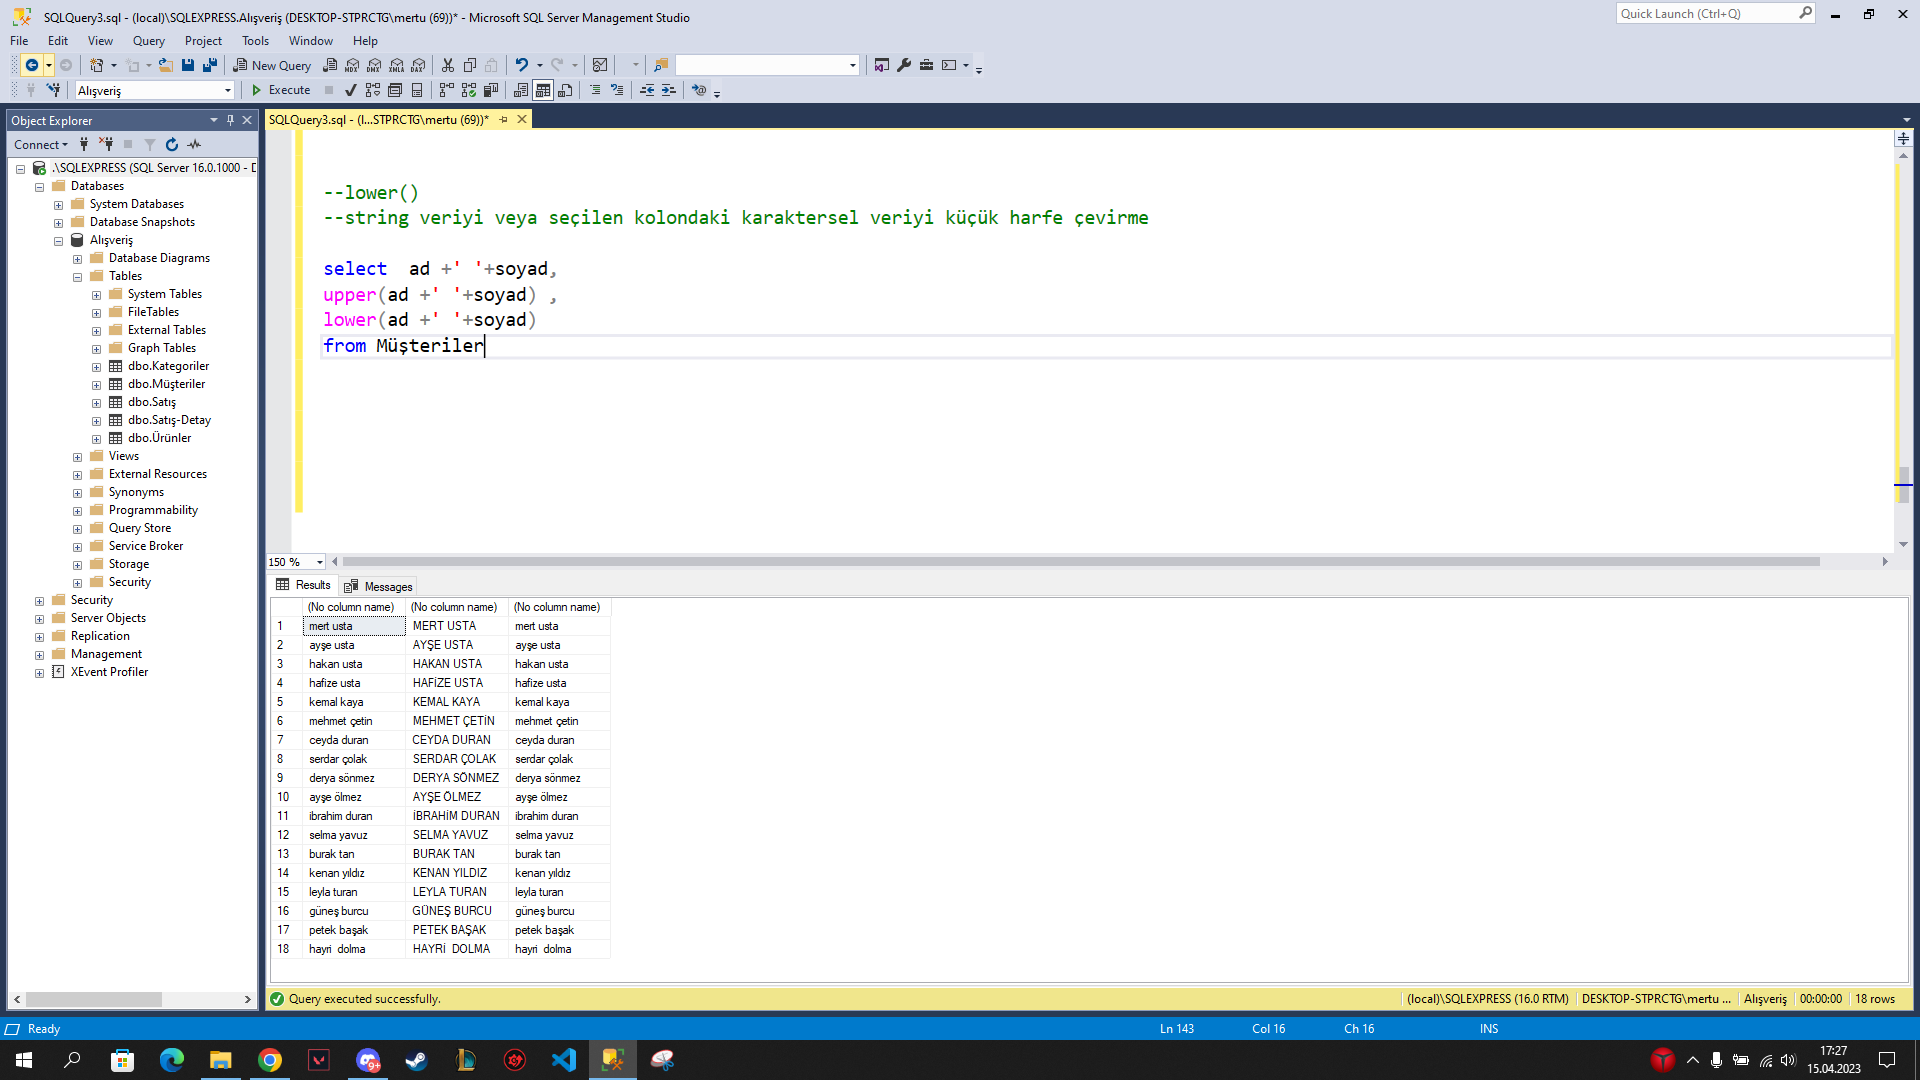 SQLQuery3.sql - (local)\SQLEXPRESS.Alışveriş (DESKTOP-STPRCTG\mertu (69))* - Microsoft SQL Server Management Studio
Quick Launch (Ctrl+Q)
File Edit View Query Project Tools Window Help
New Query
MDX DMX XMLA DAX
Alışveriş
Execute
Object Explorer
SQLQuery3.sql - (l...STPRCTG\mertu (69))*
Connect
.\SQLEXPRESS (SQL Server 16.0.1000 - D
Databases
System Databases
Database Snapshots
Alışveriş
Database Diagrams
Tables
System Tables
FileTables
External Tables
Graph Tables
dbo.Kategoriler
dbo.Müşteriler
dbo.Satış
dbo.Satış-Detay
dbo.Ürünler
Views
External Resources
Synonyms
Programmability
Query Store
Service Broker
Storage
Security
Security
Server Objects
Replication
Management
XEvent Profiler
--lower()
--string veriyi veya seçilen kolondaki karaktersel veriyi küçük harfe çevirme
select  ad +' '+soyad,
upper(ad +' '+soyad) ,
lower(ad +' '+soyad)
from Müşteriler
150 %
Results Messages
(No column name) (No column name) (No column name)
1 mert usta MERT USTA mert usta
2 ayşe usta AYŞE USTA ayşe usta
3 hakan usta HAKAN USTA hakan usta
4 hafize usta HAFİZE USTA hafize usta
5 kemal kaya KEMAL KAYA kemal kaya
6 mehmet çetin MEHMET ÇETİN mehmet çetin
7 ceyda duran CEYDA DURAN ceyda duran
8 serdar çolak SERDAR ÇOLAK serdar çolak
9 derya sönmez DERYA SÖNMEZ derya sönmez
10 ayşe ölmez AYŞE ÖLMEZ ayşe ölmez
11 ibrahim duran İBRAHİM DURAN ibrahim duran
12 selma yavuz SELMA YAVUZ selma yavuz
13 burak tan BURAK TAN burak tan
14 kenan yıldız KENAN YILDIZ kenan yıldız
15 leyla turan LEYLA TURAN leyla turan
16 güneş burcu GÜNEŞ BURCU güneş burcu
17 petek başak PETEK BAŞAK petek başak
18 hayri  dolma HAYRİ  DOLMA hayri  dolma
Query executed successfully.
(local)\SQLEXPRESS (16.0 RTM) DESKTOP-STPRCTG\mertu ... Alışveriş 00:00:00 18 rows
Ready
Ln 143 Col 16 Ch 16 INS
9+
17:27
15.04.2023